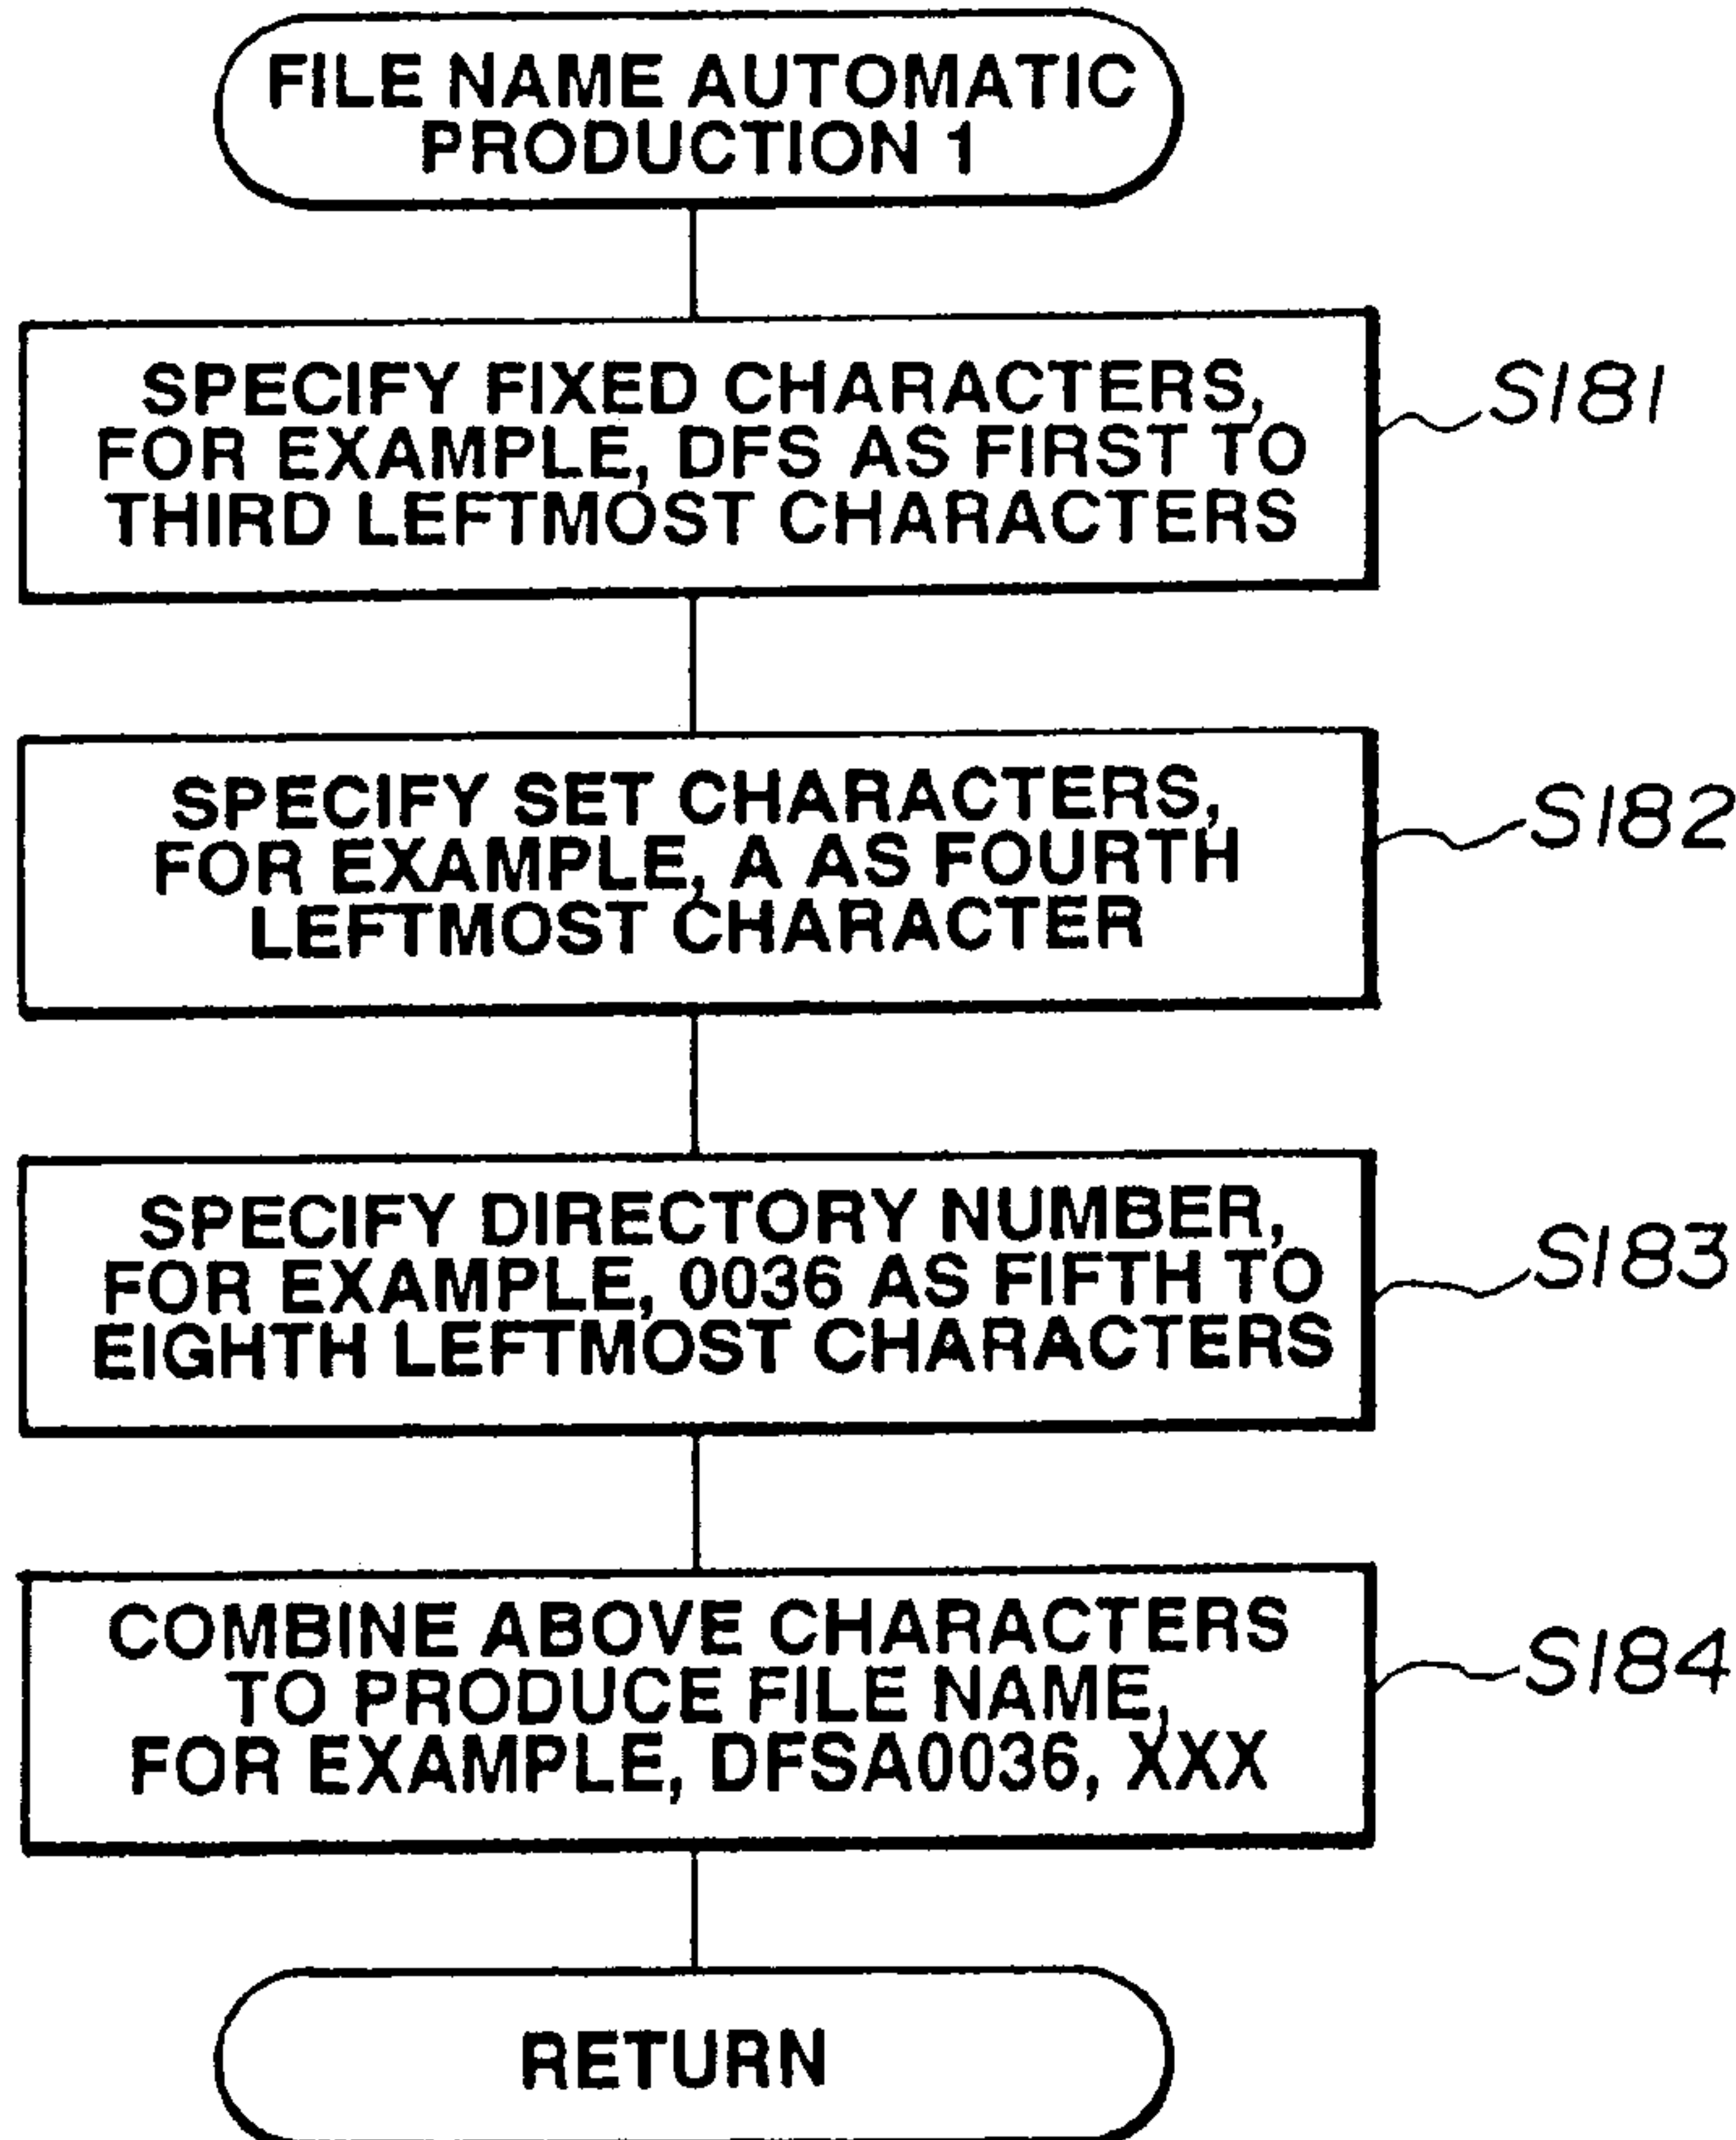 FILE NAME AUTOMATIC
PRODUCTION 1
SPECIFY FIXED CHARACTERS,
FOR EXAMPLE, DFS AS FIRST TO
THIRD LEFTMOST CHARACTERS
S181
SPECIFY SET CHARACTERS,
FOR EXAMPLE, A AS FOURTH
LEFTMOST CHARACTER
S182
SPECIFY DIRECTORY NUMBER,
FOR EXAMPLE, 0036 AS FIFTH TO
EIGHTH LEFTMOST CHARACTERS
S183
COMBINE ABOVE CHARACTERS
TO PRODUCE FILE NAME,
FOR EXAMPLE, DFSA0036, XXX
S184
RETURN